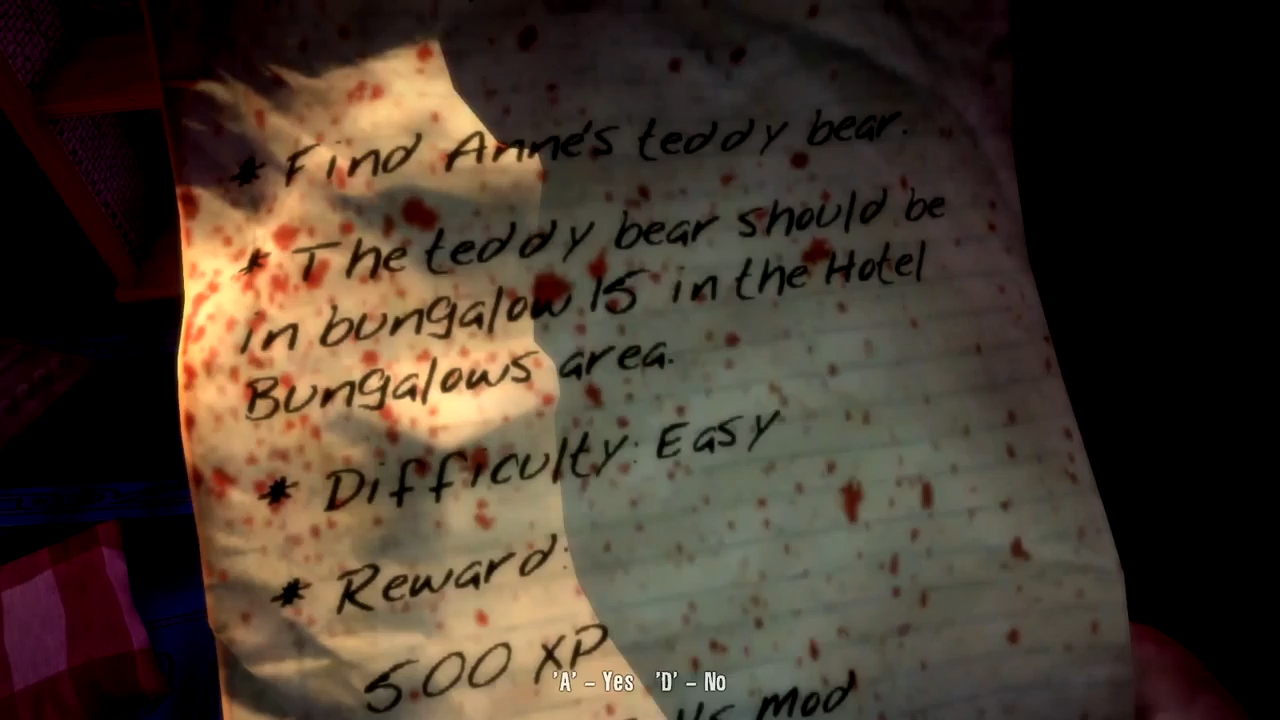 * Find Anne's teddy bear.
* The teddy bear should be
in bungalow 15 in the Hotel
Bungalows area.
* Difficulty: Easy
* Reward:
500 XP
mod
'A' – Yes 'D' – No